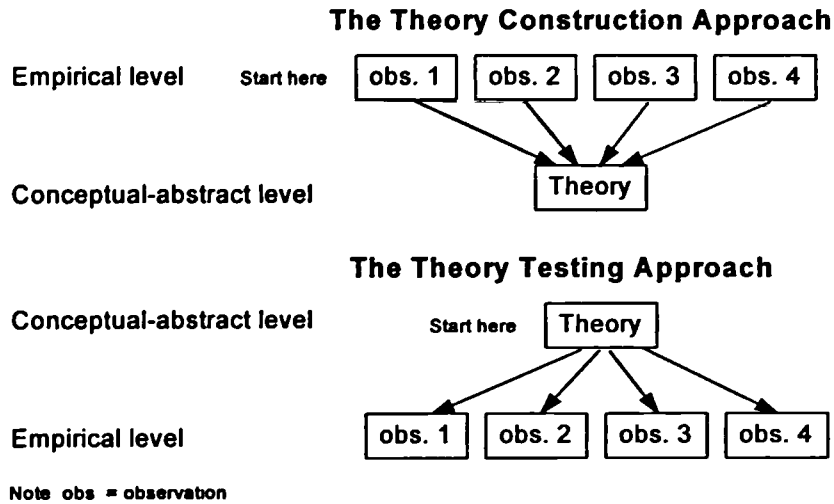 The Theory Construction Approach
Empirical level Start here obs. 1 obs. 2 obs. 3 obs. 4
Conceptual-abstract level Theory
The Theory Testing Approach
Conceptual-abstract level Start here Theory
Empirical level obs. 1 obs. 2 obs. 3 obs. 4
Note obs = observation